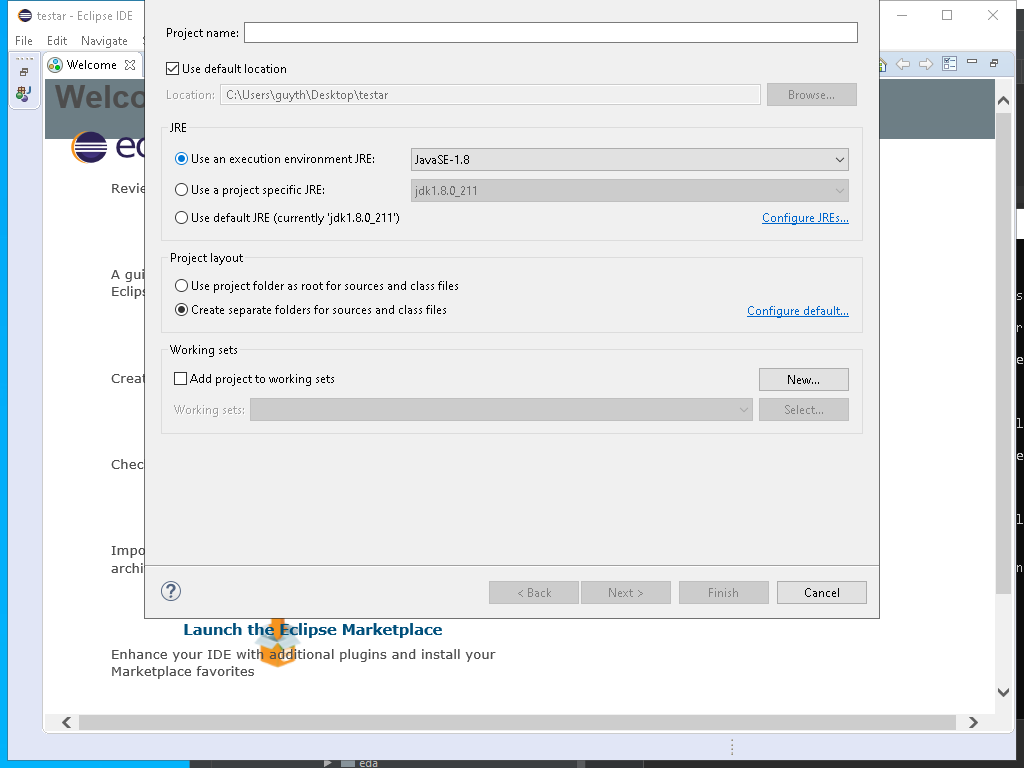 testar - Eclipse IDE
File Edit Navigate
Welcome
Welco
Project name:
Use default location
Location: C:\Users\guyth\Desktop\testar Browse...
JRE
Use an execution environment JRE: JavaSE-1.8
Use a project specific JRE: jdk1.8.0_211
Use default JRE (currently 'jdk1.8.0_211') Configure JREs...
Project layout
Use project folder as root for sources and class files
Create separate folders for sources and class files Configure default...
Working sets
Add project to working sets New...
Working sets: Select...
< Back Next > Finish Cancel
ec
Revie
A gui
Eclips
Creat
Chec
Impo
archi
Launch the Eclipse Marketplace
Enhance your IDE with additional plugins and install your
Marketplace favorites
eda